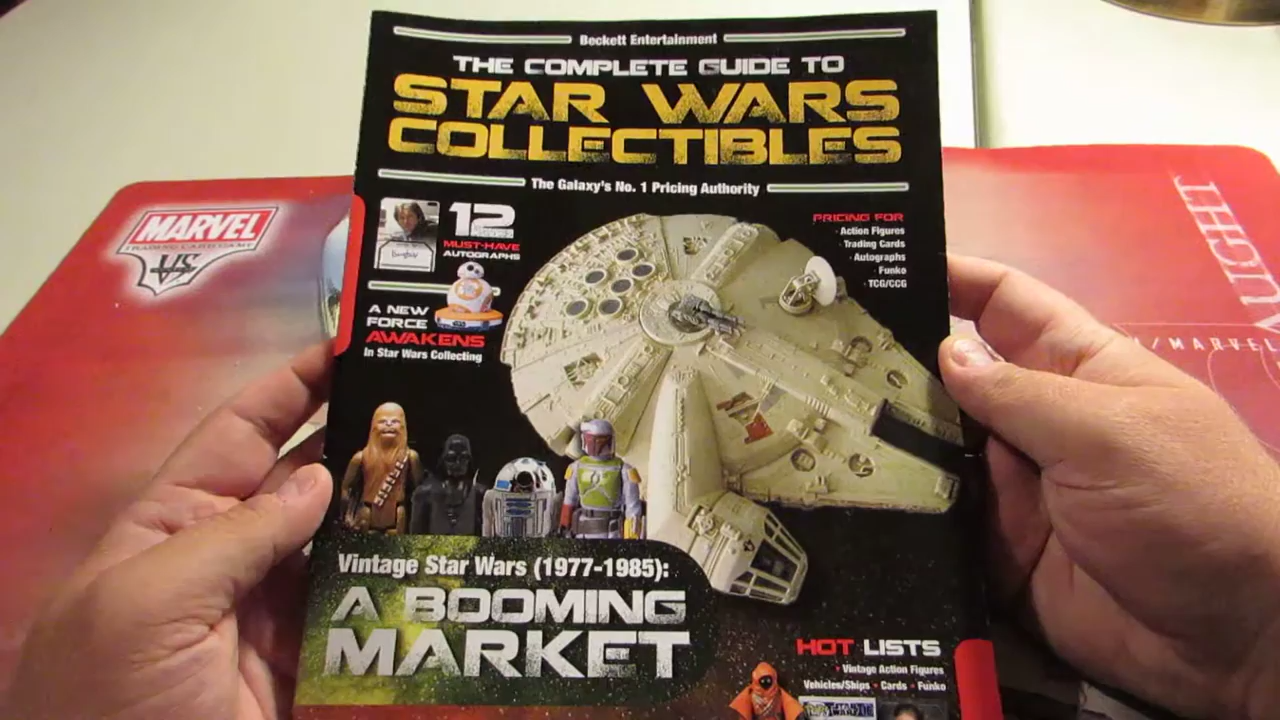 Beckett Entertainment
THE COMPLETE GUIDE TO
STAR WARS
COLLECTIBLES
The Galaxy's No. 1 Pricing Authority
12
MUST-HAVE
AUTOGRAPHS
PRICING FOR
· Action Figures
· Trading Cards
· Autographs
· Funko
· TCG/CCG
A NEW
FORCE
AWAKENS
In Star Wars Collecting
Vintage Star Wars (1977-1985):
A BOOMING
MARKET
HOT LISTS
· Vintage Action Figures
Vehicles/Ships · Cards · Funko
MARVEL
TRADING CARD GAME
VS